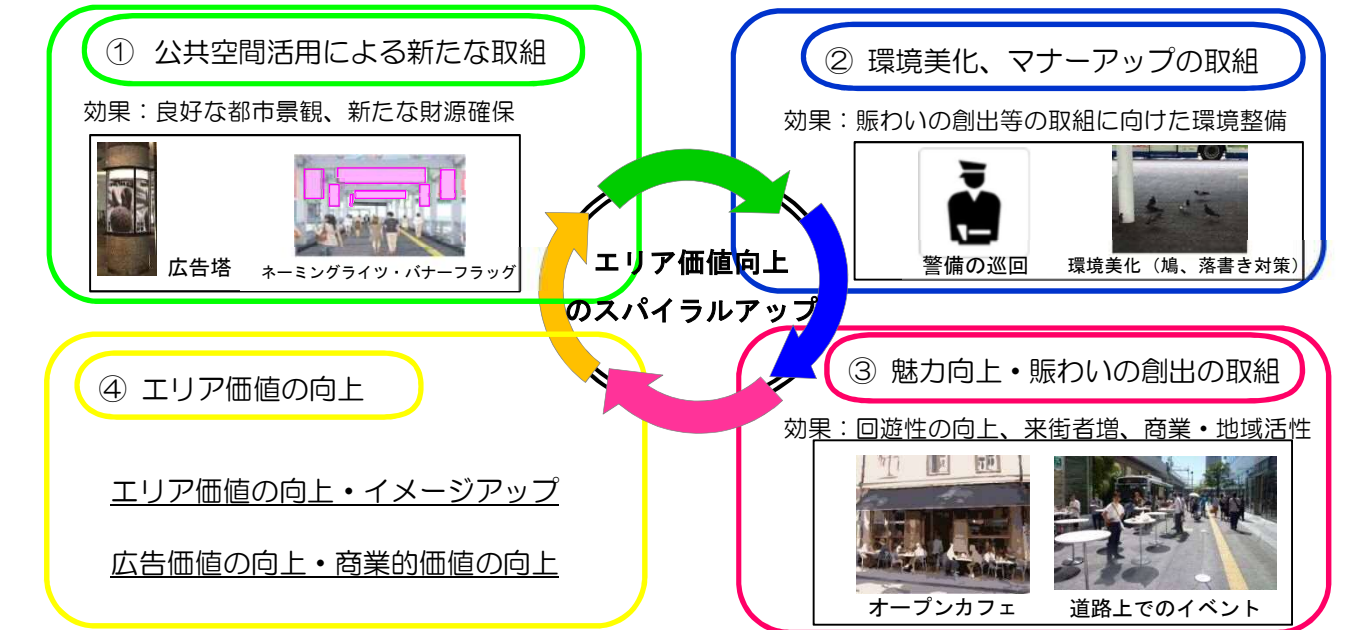 ① 公共空間活用による新たな取組
効果：良好な都市景観、新たな財源確保
広告塔
ネーミングライツ・バナーフラッグ
② 環境美化、マナーアップの取組
効果：賑わいの創出等の取組に向けた環境整備
警備の巡回
環境美化（鳩、落書き対策）
エリア価値向上
のスパイラルアップ
③ 魅力向上・賑わいの創出の取組
効果：回遊性の向上、来街者増、商業・地域活性
オープンカフェ
道路上でのイベント
④ エリア価値の向上
エリア価値の向上・イメージアップ
広告価値の向上・商業的価値の向上